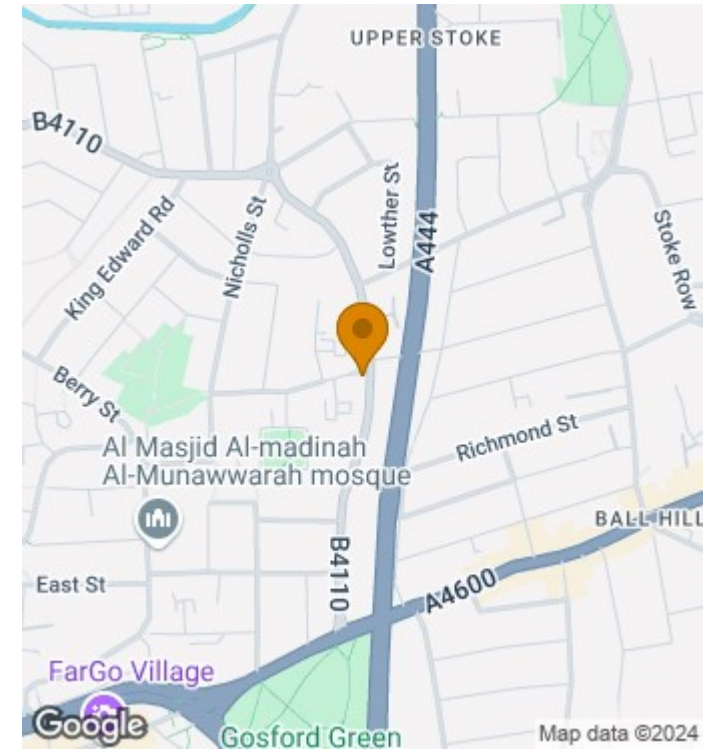 UPPER STOKE
B4110
Lowther St
King Edward Rd
Nicholls St
A444
Stoke Row
Berry St
Al Masjid Al-madinah
Al-Munawwarah mosque
Richmond St
BALL HILL
B4110
East St
A4600
FarGo Village
Google
Gosford Green
Map data ©2024